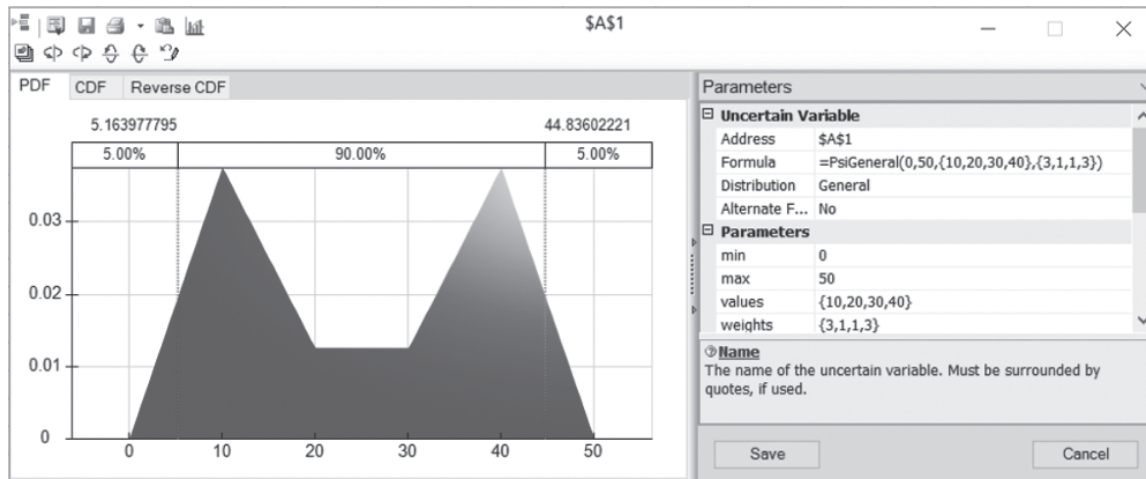 $A$1
PDF CDF Reverse CDF
5.163977795 44.83602221
5.00% 90.00% 5.00%
0.03
0.02
0.01
0
0 10 20 30 40 50
Parameters
Uncertain Variable
Address $A$1
Formula =PsiGeneral(0,50,{10,20,30,40},{3,1,1,3})
Distribution General
Alternate F... No
Parameters
min 0
max 50
values {10,20,30,40}
weights {3,1,1,3}
Name
The name of the uncertain variable. Must be surrounded by
quotes, if used.
Save Cancel